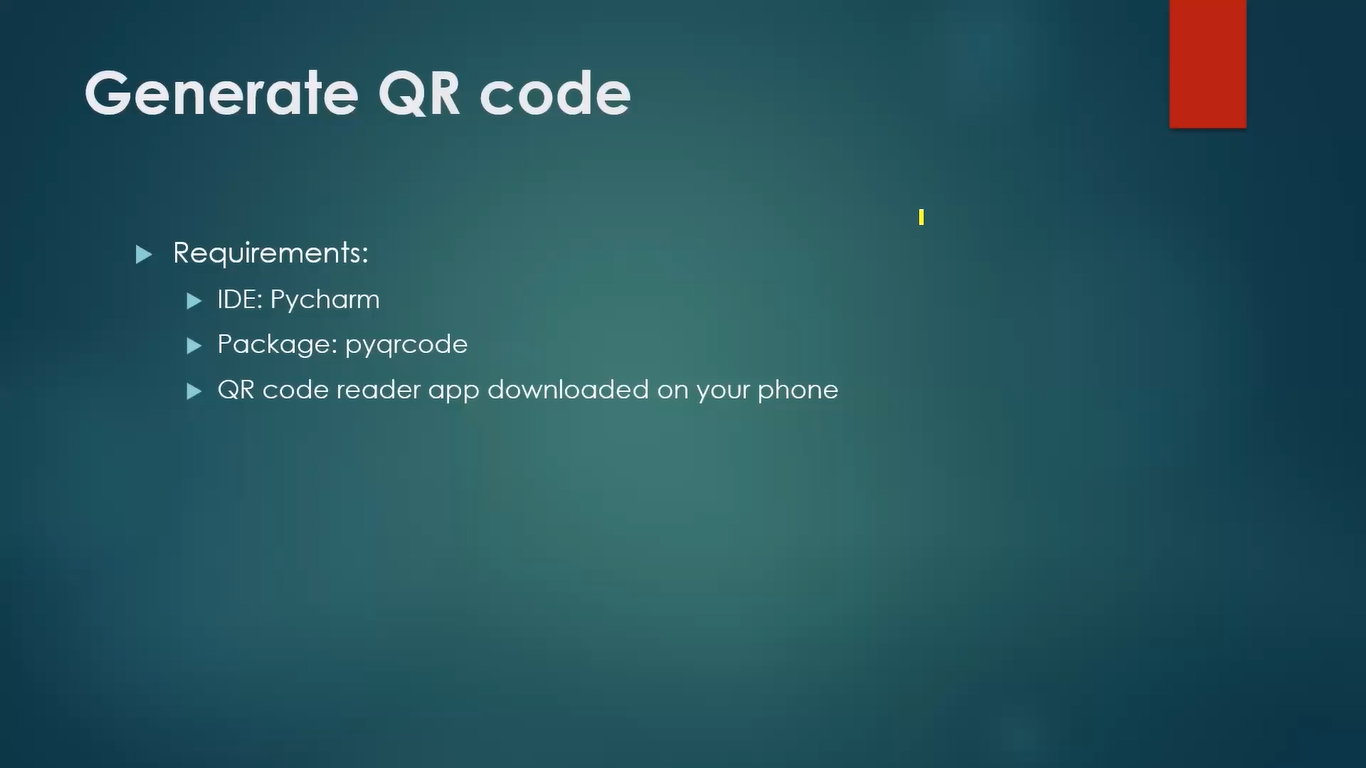 Generate QR code
Requirements:
IDE: Pycharm
Package: pyqrcode
QR code reader app downloaded on your phone